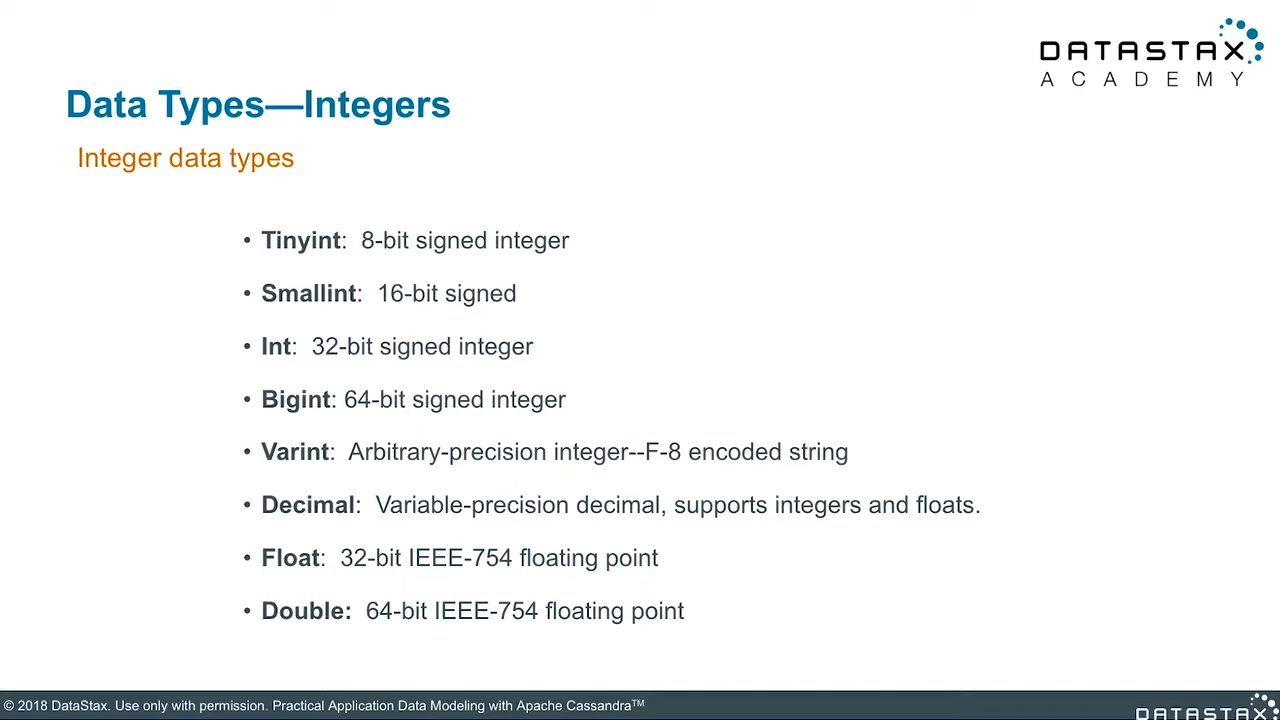 DATASTAX
ACADEMY
Data Types—Integers
Integer data types
• Tinyint: 8-bit signed integer
• Smallint: 16-bit signed
• Int: 32-bit signed integer
• Bigint: 64-bit signed integer
• Varint: Arbitrary-precision integer--F-8 encoded string
• Decimal: Variable-precision decimal, supports integers and floats.
• Float: 32-bit IEEE-754 floating point
• Double: 64-bit IEEE-754 floating point
© 2018 DataStax. Use only with permission. Practical Application Data Modeling with Apache Cassandra™
DATASTAX